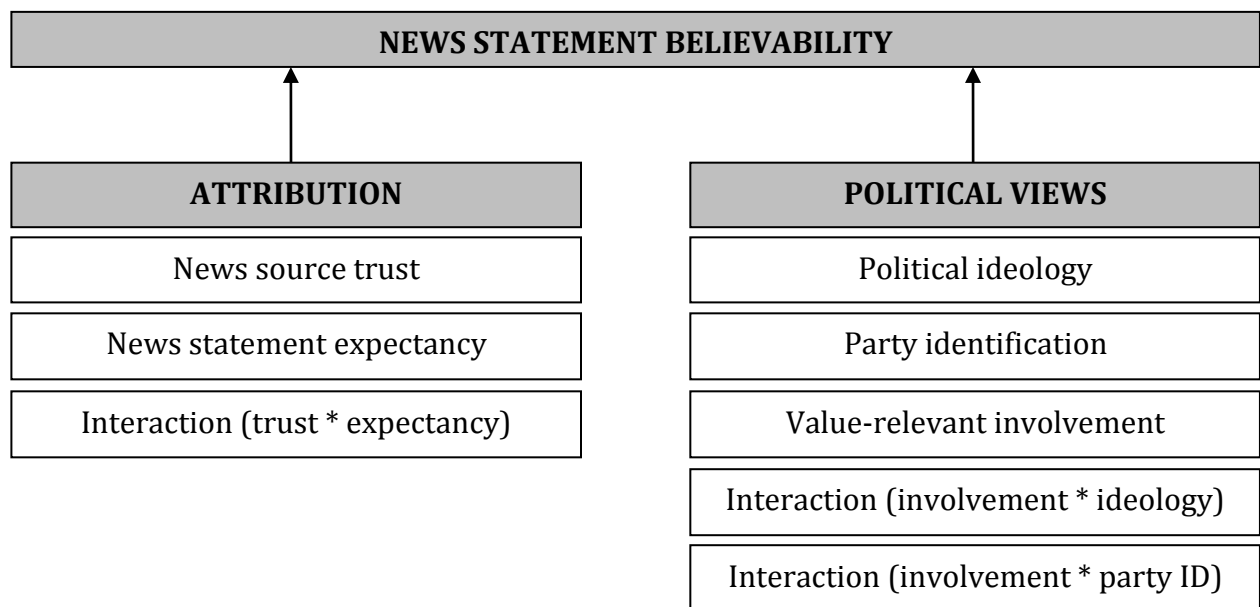 NEWS STATEMENT BELIEVABILITY
ATTRIBUTION
News source trust
News statement expectancy
Interaction (trust * expectancy)
POLITICAL VIEWS
Political ideology
Party identification
Value-relevant involvement
Interaction (involvement * ideology)
Interaction (involvement * party ID)